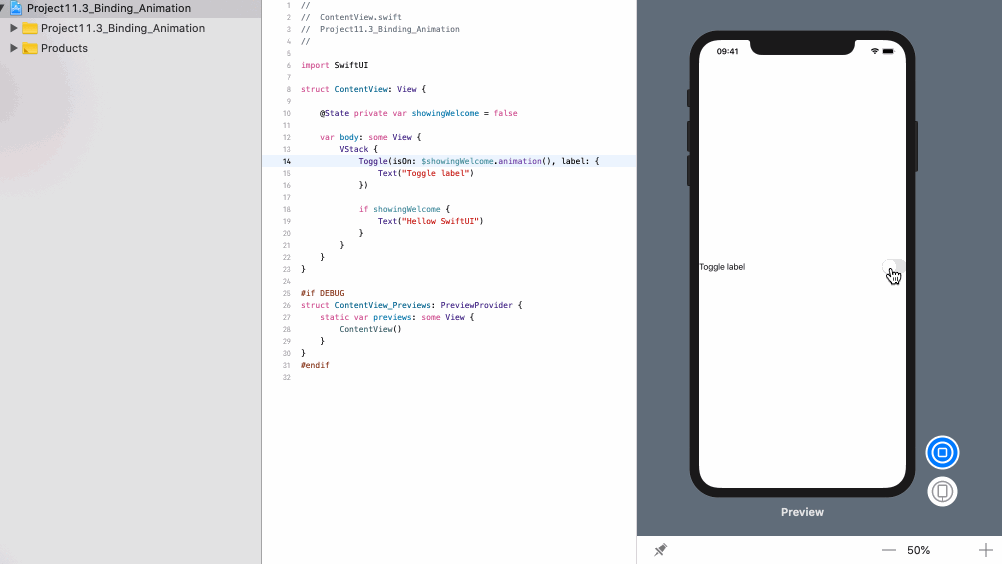 Project11.3_Binding_Animation
Project11.3_Binding_Animation
Products
1 //
2 // ContentView.swift
3 // Project11.3_Binding_Animation
4 //
5
6 import SwiftUI
7
8 struct ContentView: View {
9
10 @State private var showingWelcome = false
11
12 var body: some View {
13 VStack {
14 Toggle(isOn: $showingWelcome.animation(), label: {
15 Text("Toggle label")
16 })
17
18 if showingWelcome {
19 Text("Hellow SwiftUI")
20 }
21 }
22 }
23 }
24
25 #if DEBUG
26 struct ContentView_Previews: PreviewProvider {
27 static var previews: some View {
28 ContentView()
29 }
30 }
31 #endif
32
09:41
Toggle label
Preview
50%